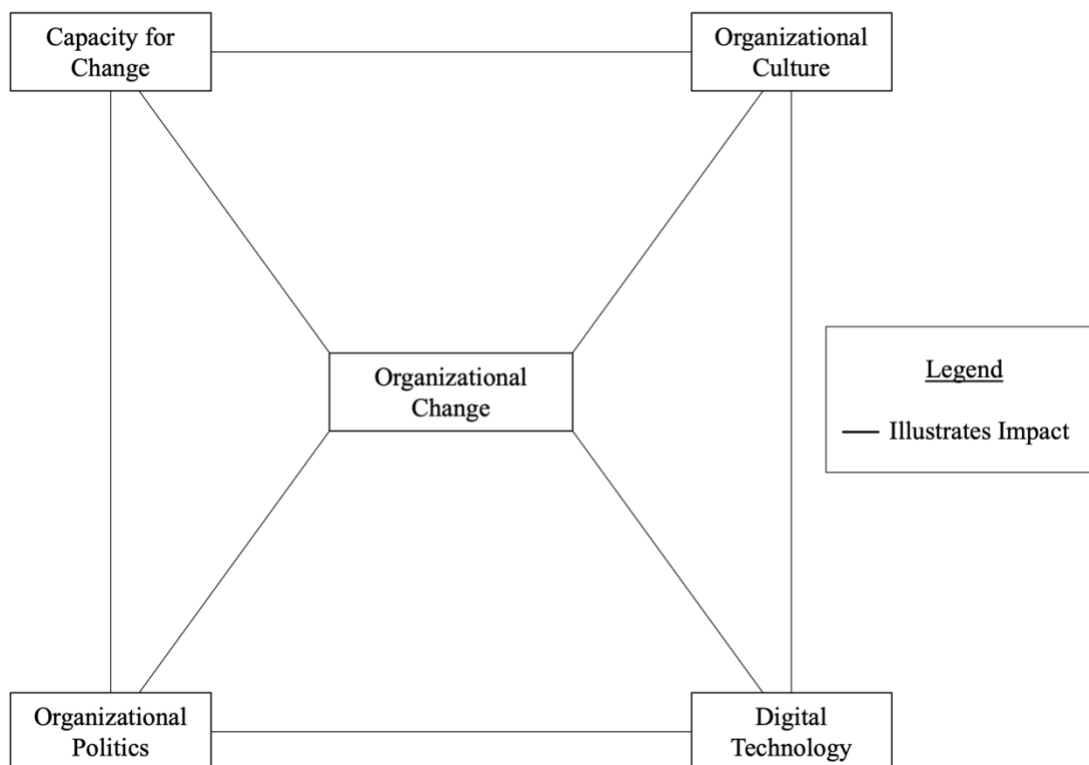 Capacity for
Change
Organizational
Culture
Organizational
Change
Legend
Illustrates Impact
Organizational
Politics
Digital
Technology